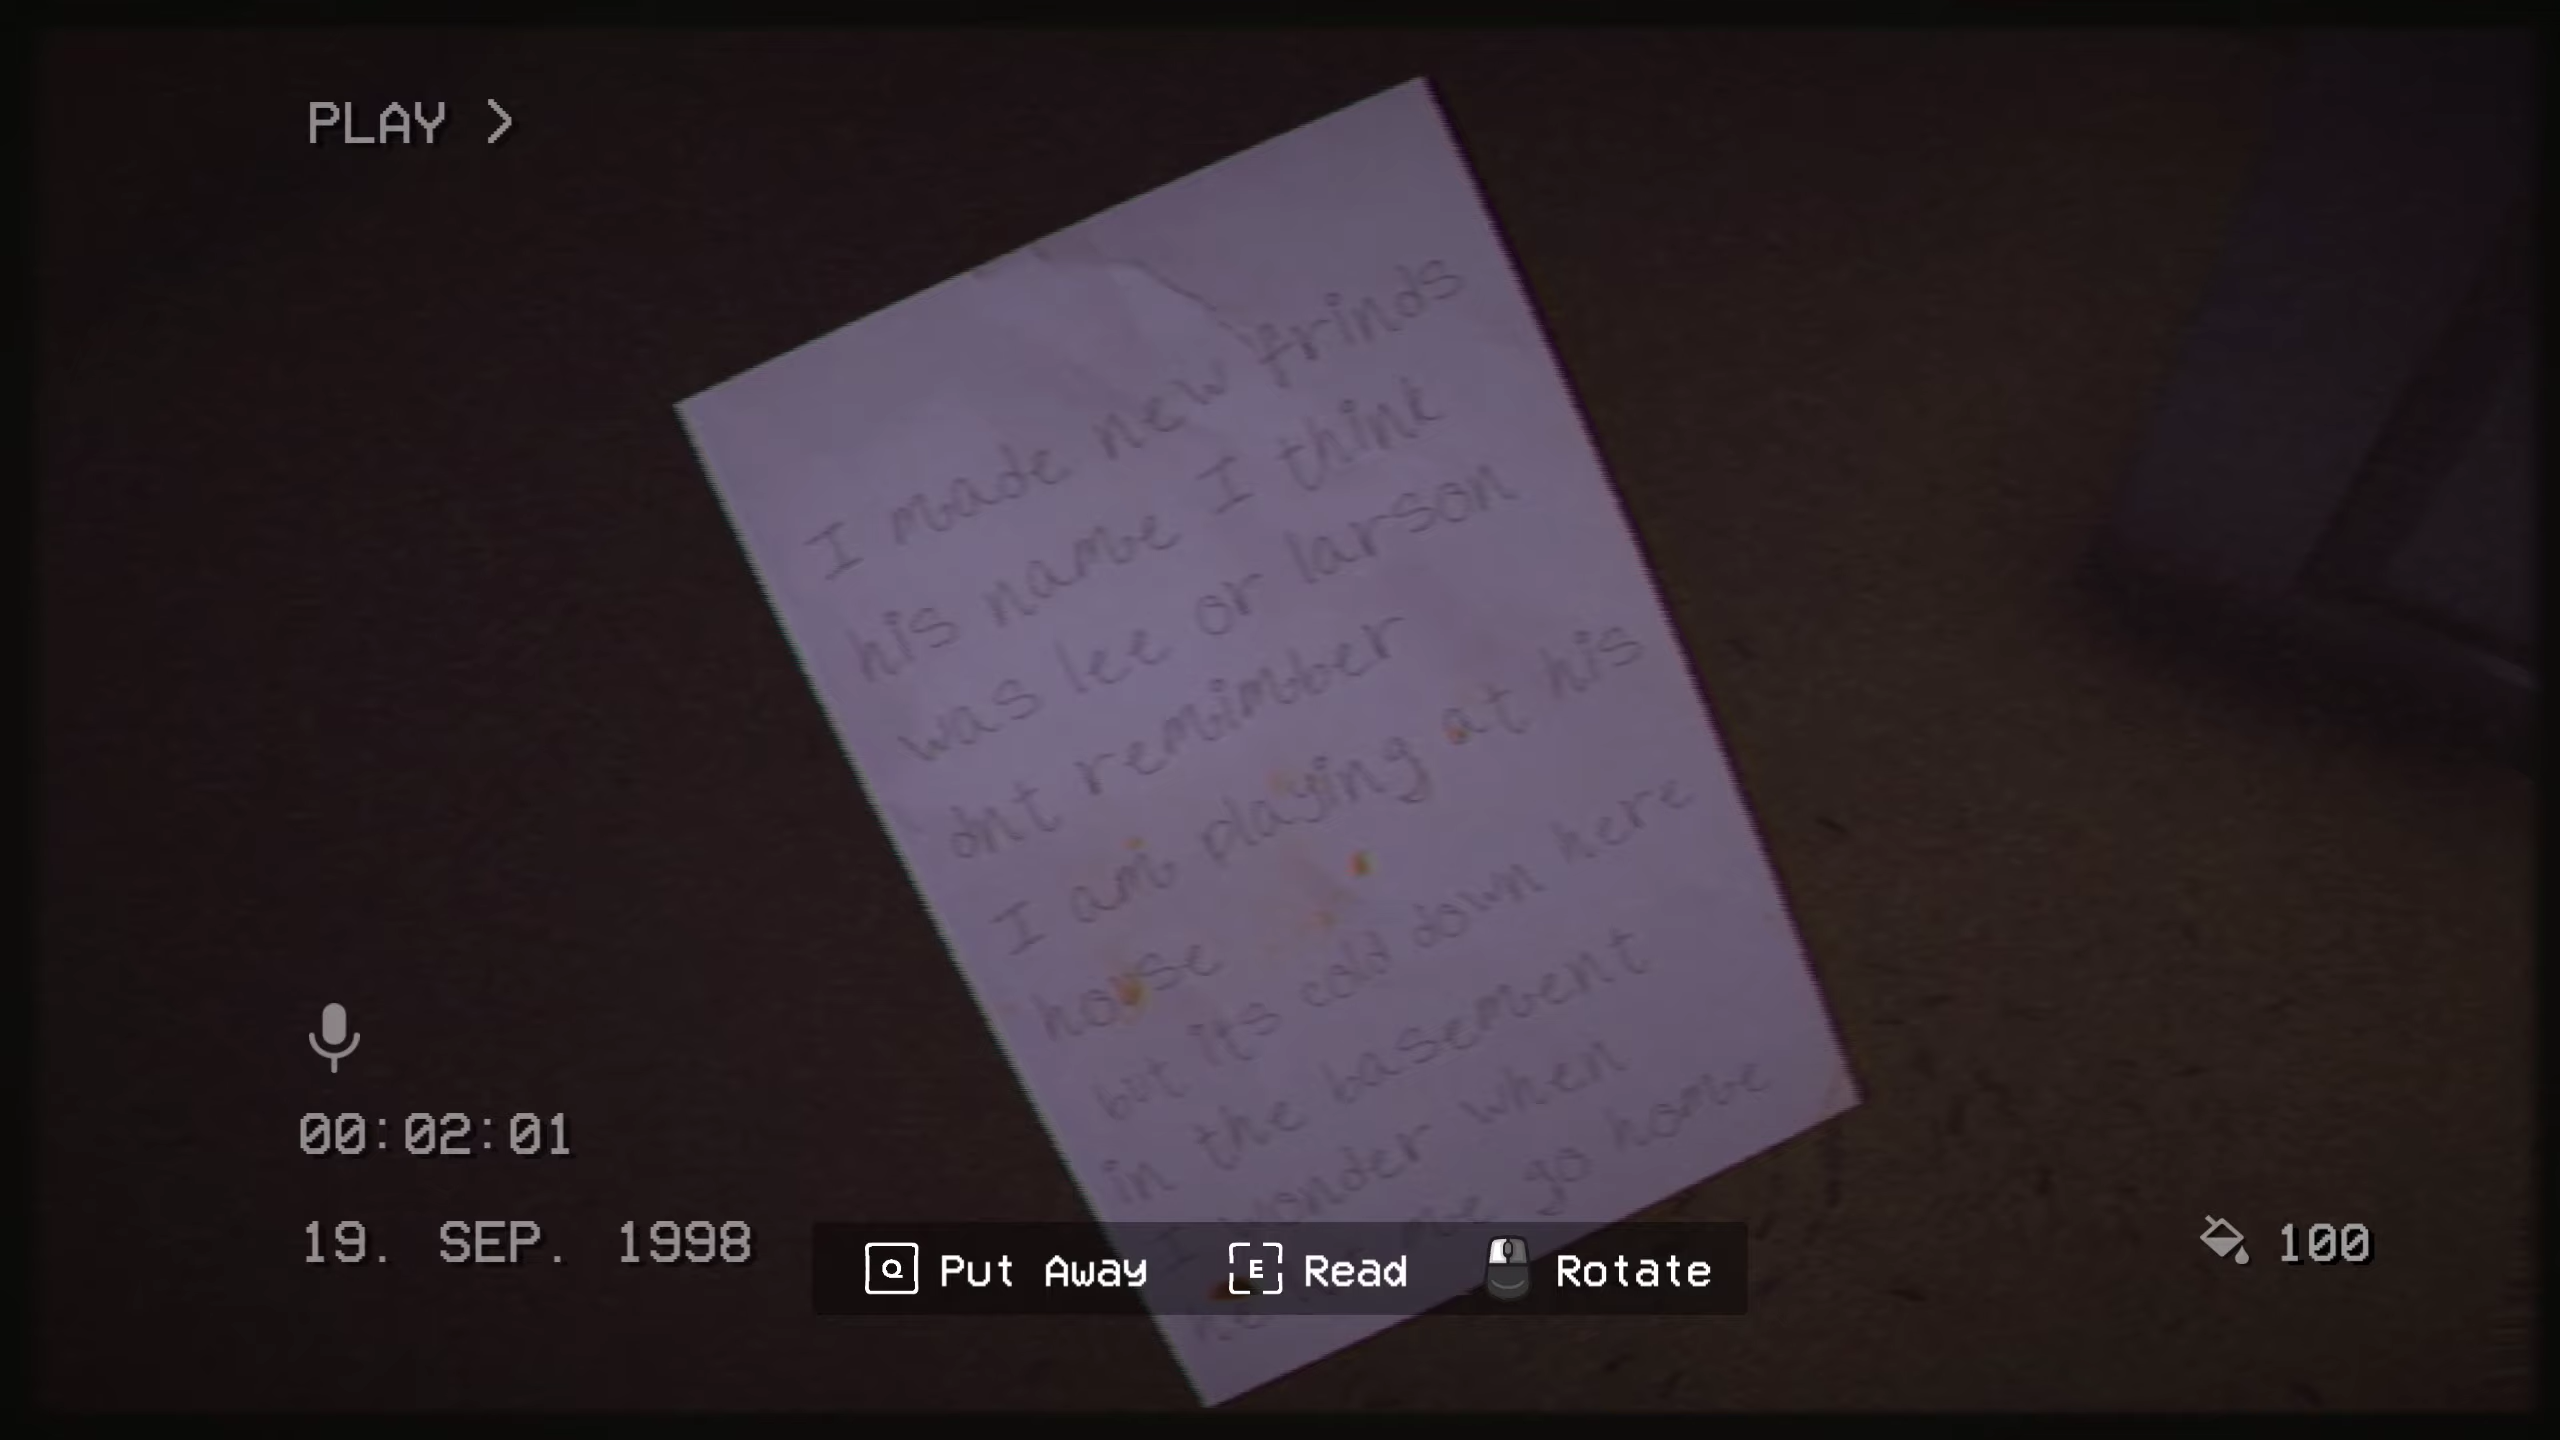 PLAY >
I made new frinds
his name I think
was lee or larson
dnt remimber
I am playing at his
house
but its cold down here
in the basement
I wonder when
me go home
00:02:01
19. SEP. 1998
Q Put Away E Read Rotate
100